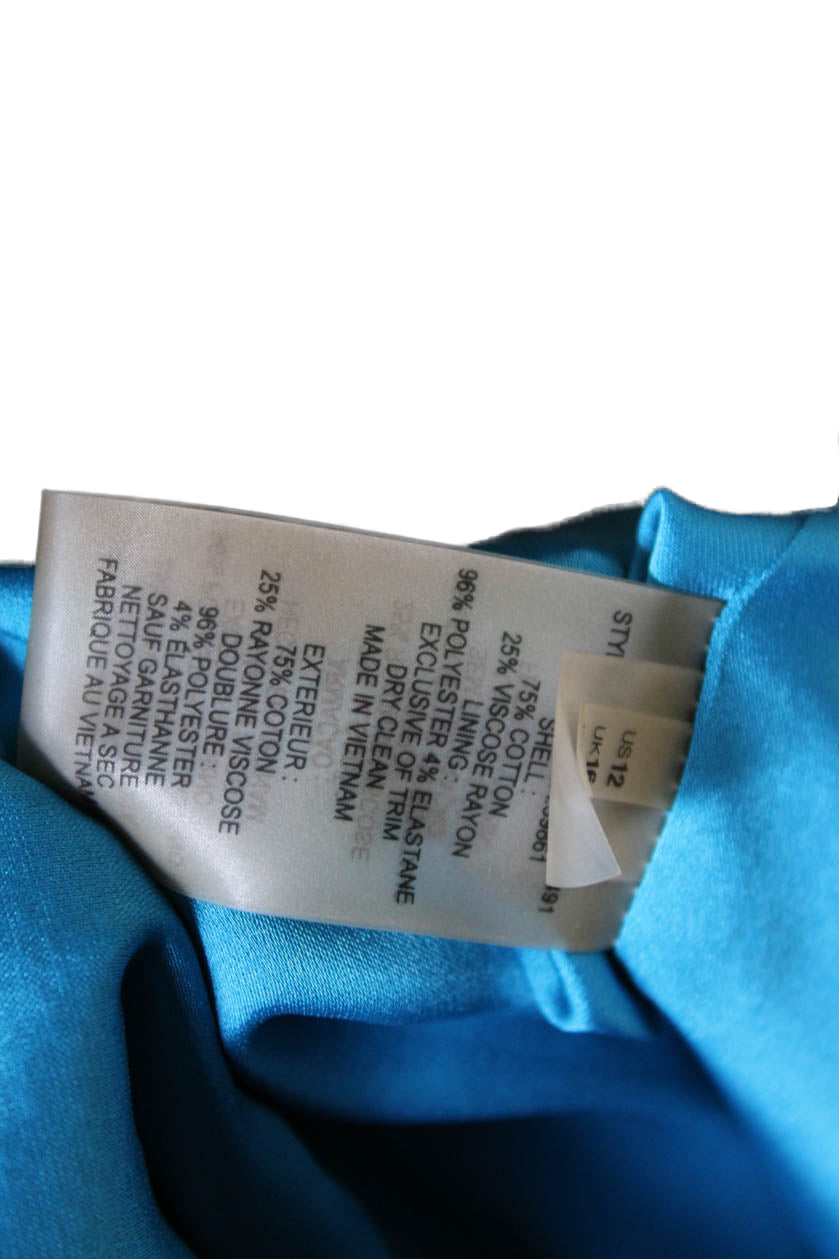 US 12
SHELL :
75% COTTON
25% VISCOSE RAYON
LINING :
96% POLYESTER 4% ELASTANE
EXCLUSIVE OF TRIM
DRY CLEAN
MADE IN VIETNAM
EXTERIEUR :
75% COTON
25% RAYONNE VISCOSE
DOUBLURE :
96% POLYESTER
4% ÉLASTHANNE
SAUF GARNITURE
NETTOYAGE A SEC
FABRIQUE AU VIETNAM